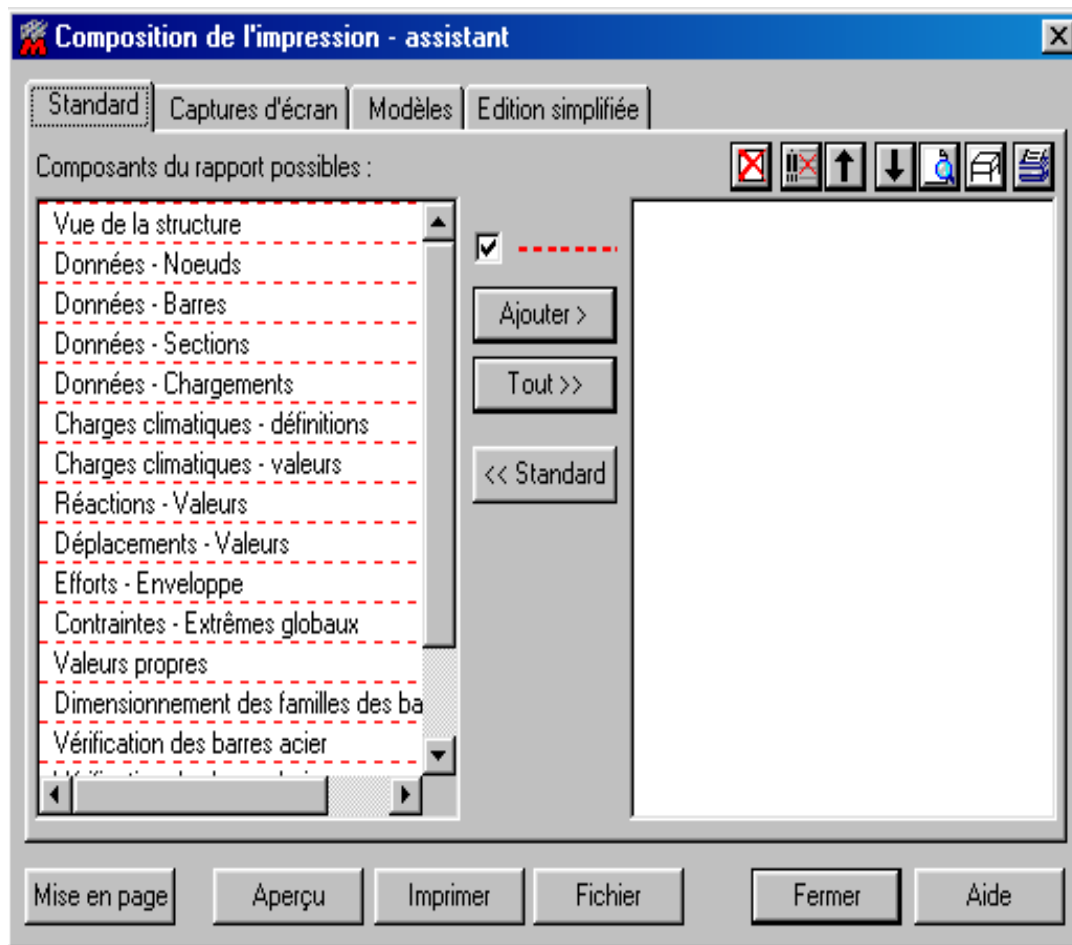 Composition de l'impression - assistant
Standard
Captures d'écran
Modèles
Edition simplifiée
Composants du rapport possibles :
Vue de la structure
Données - Noeuds
Données - Barres
Données - Sections
Données - Chargements
Charges climatiques - définitions
Charges climatiques - valeurs
Réactions - Valeurs
Déplacements - Valeurs
Efforts - Enveloppe
Contraintes - Extrêmes globaux
Valeurs propres
Dimensionnement des familles des ba
Vérification des barres acier
Ajouter >
Tout >>
<< Standard
Mise en page
Aperçu
Imprimer
Fichier
Fermer
Aide